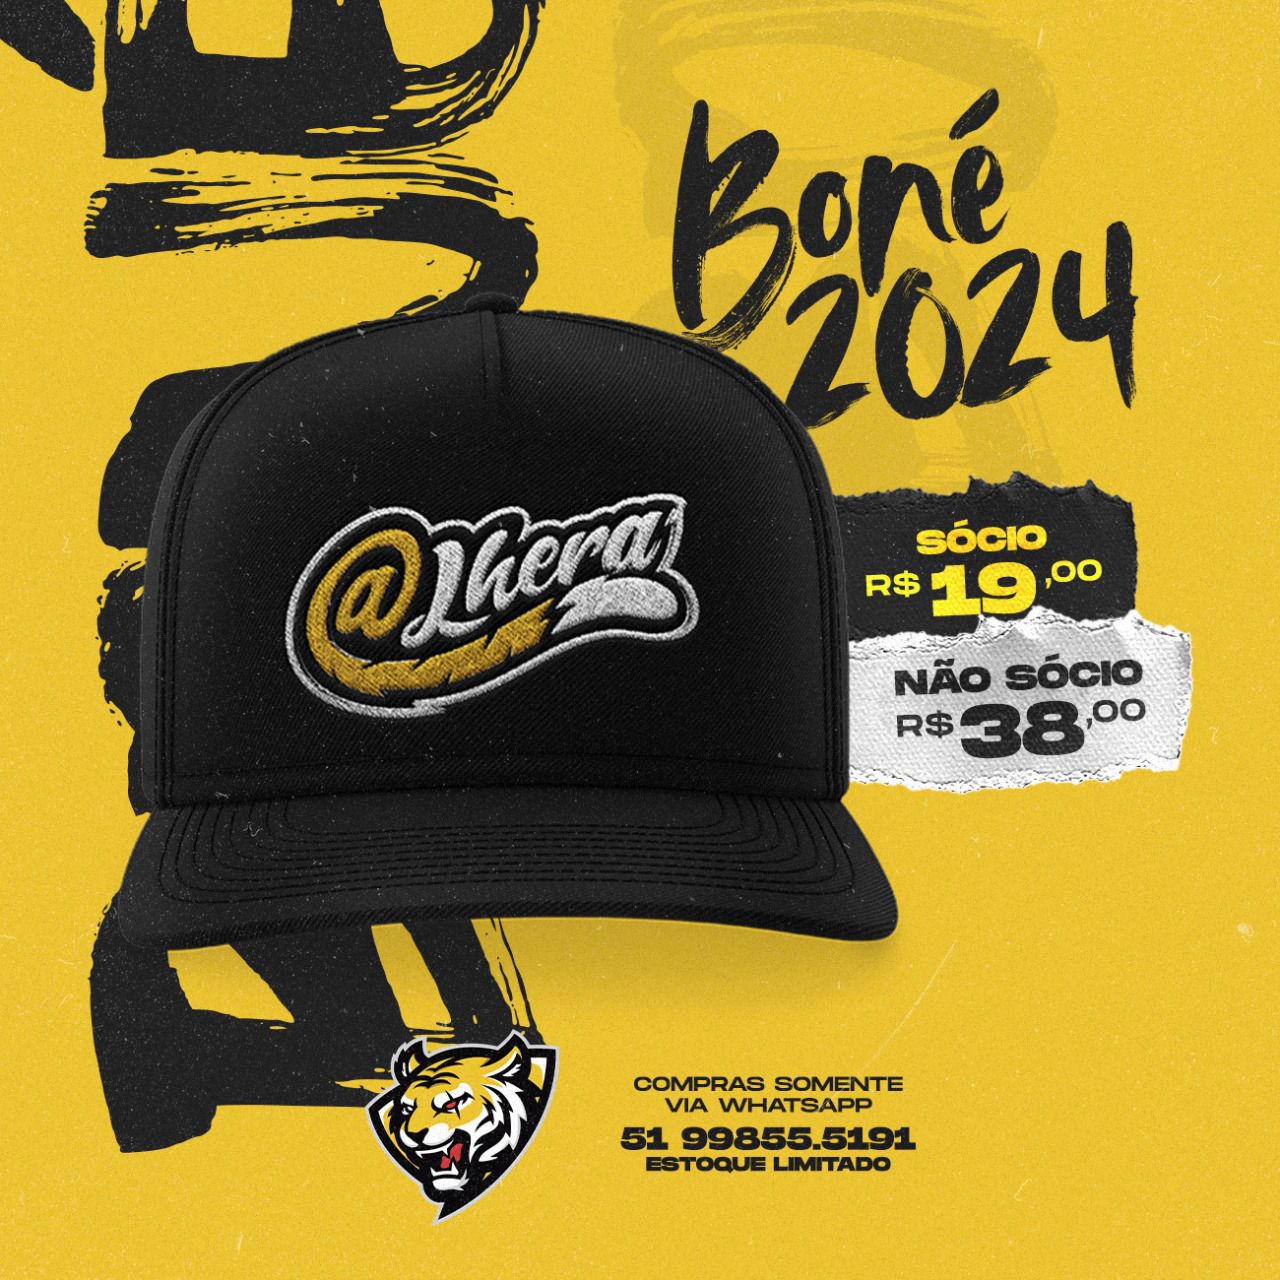 Boné
2024
@Lhera
SÓCIO
R$ 19,00
NÃO SÓCIO
R$ 38,00
COMPRAS SOMENTE
VIA WHATSAPP
51 99855.5191
ESTOQUE LIMITADO